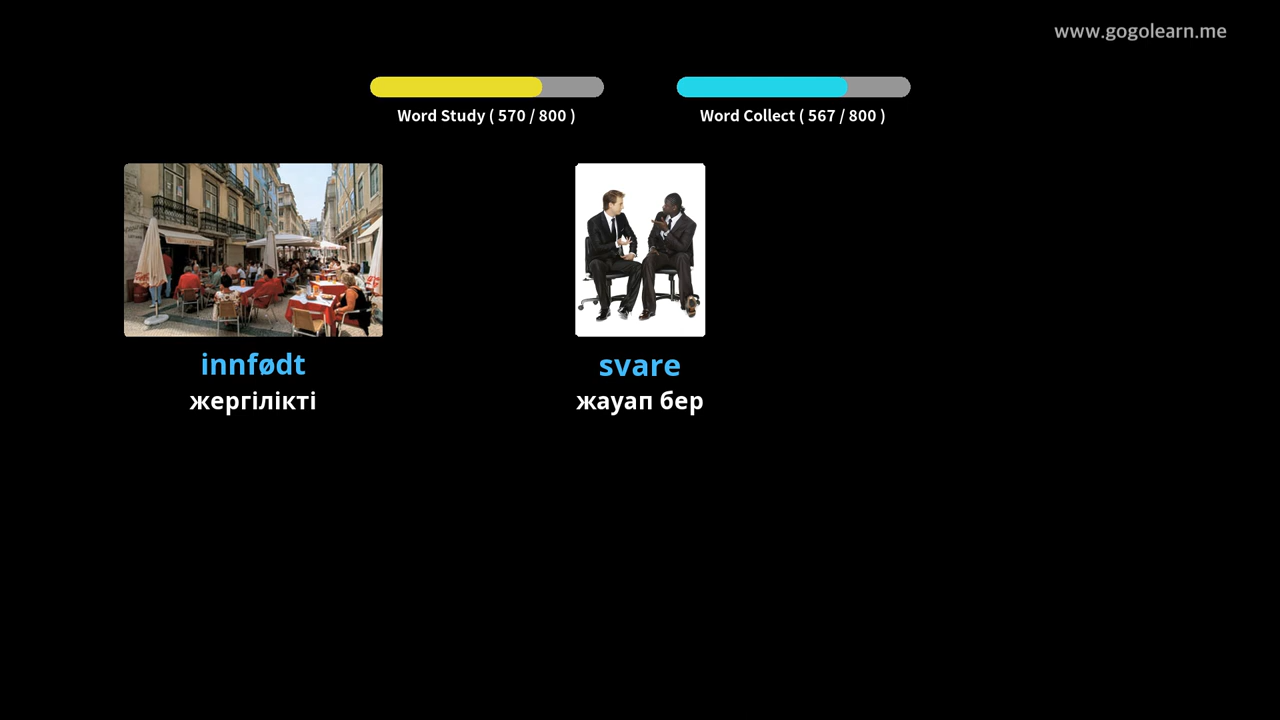 www.gogolearn.me
Word Study ( 570 / 800 )
Word Collect ( 567 / 800 )
innfødt
svare
жергілікті
жауап бер